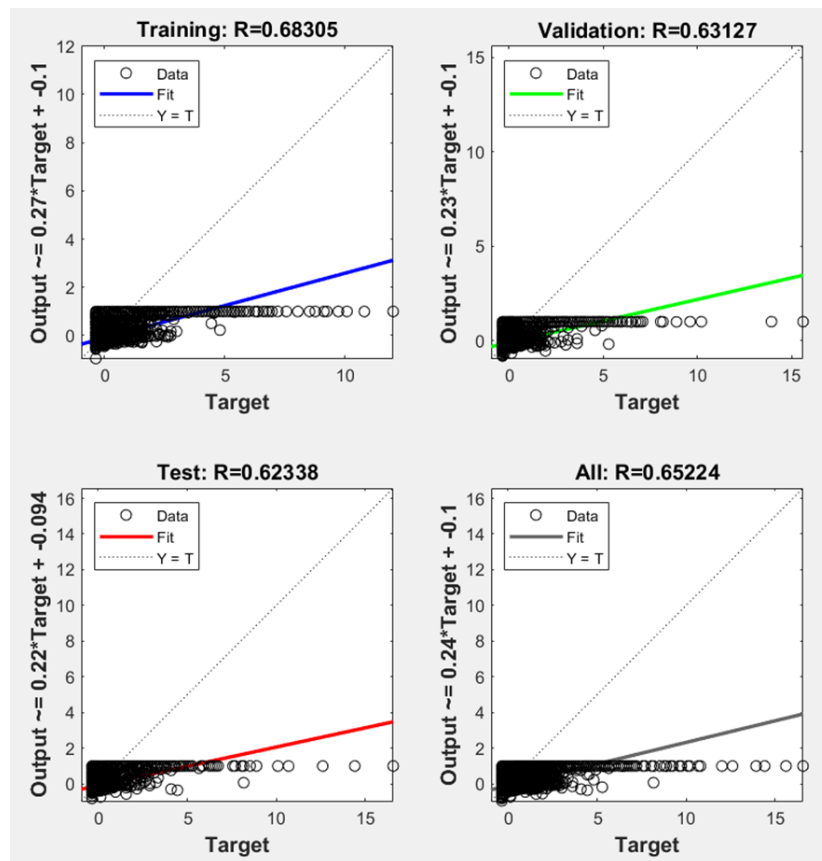 Training: R=0.68305
Output ~= 0.27*Target + -0.1
12
10
8
6
4
2
0
Data
Fit
Y = T
0
5
10
Target
Validation: R=0.63127
Output ~= 0.23*Target + -0.1
15
10
5
0
Data
Fit
Y = T
0
5
10
15
Target
Test: R=0.62338
Output ~= 0.22*Target + -0.094
16
14
12
10
8
6
4
2
0
Data
Fit
Y = T
0
5
10
15
Target
All: R=0.65224
Output ~= 0.24*Target + -0.1
16
14
12
10
8
6
4
2
0
Data
Fit
Y = T
0
5
10
15
Target